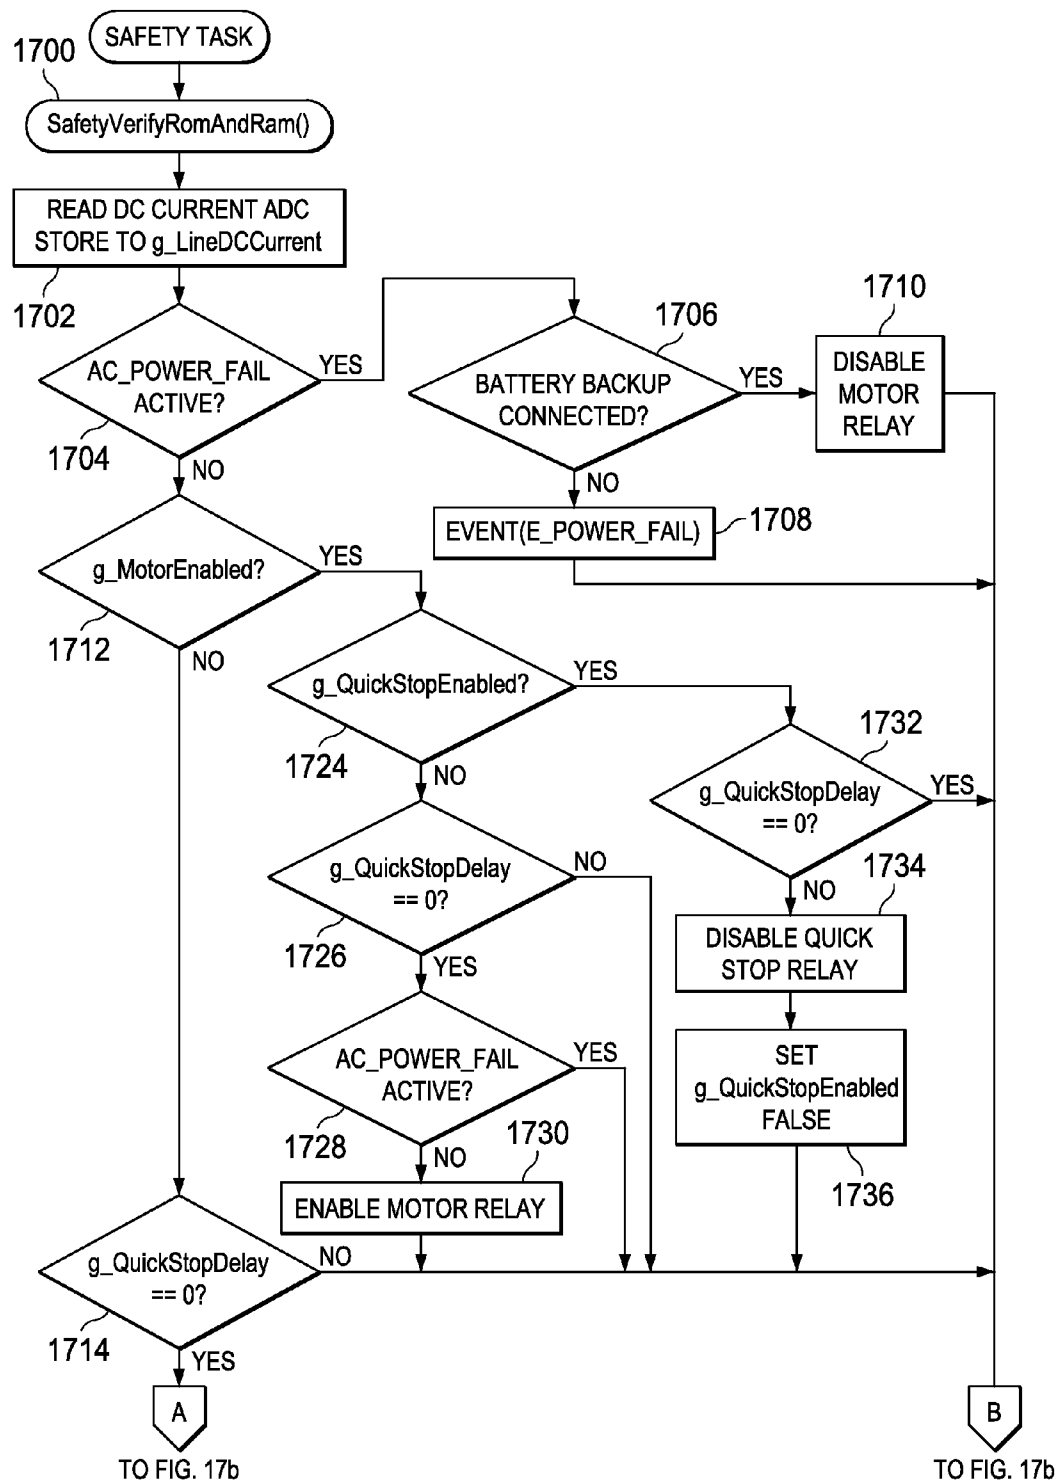 SAFETY TASK
1700
SafetyVerifyRomAndRam()
READ DC CURRENT ADC
STORE TO g_LineDCCurrent
1702
AC_POWER_FAIL
ACTIVE?
YES
1704
NO
BATTERY BACKUP
CONNECTED?
1706
YES
NO
1710
DISABLE
MOTOR
RELAY
EVENT(E_POWER_FAIL)
1708
g_MotorEnabled?
YES
1712
NO
g_QuickStopEnabled?
YES
1724
NO
1732
g_QuickStopDelay
== 0?
YES
NO
g_QuickStopDelay
== 0?
NO
1726
YES
1734
DISABLE QUICK
STOP RELAY
AC_POWER_FAIL
ACTIVE?
YES
1728
NO
SET
g_QuickStopEnabled
FALSE
1736
1730
ENABLE MOTOR RELAY
g_QuickStopDelay
== 0?
NO
1714
YES
A
TO FIG. 17b
B
TO FIG. 17b